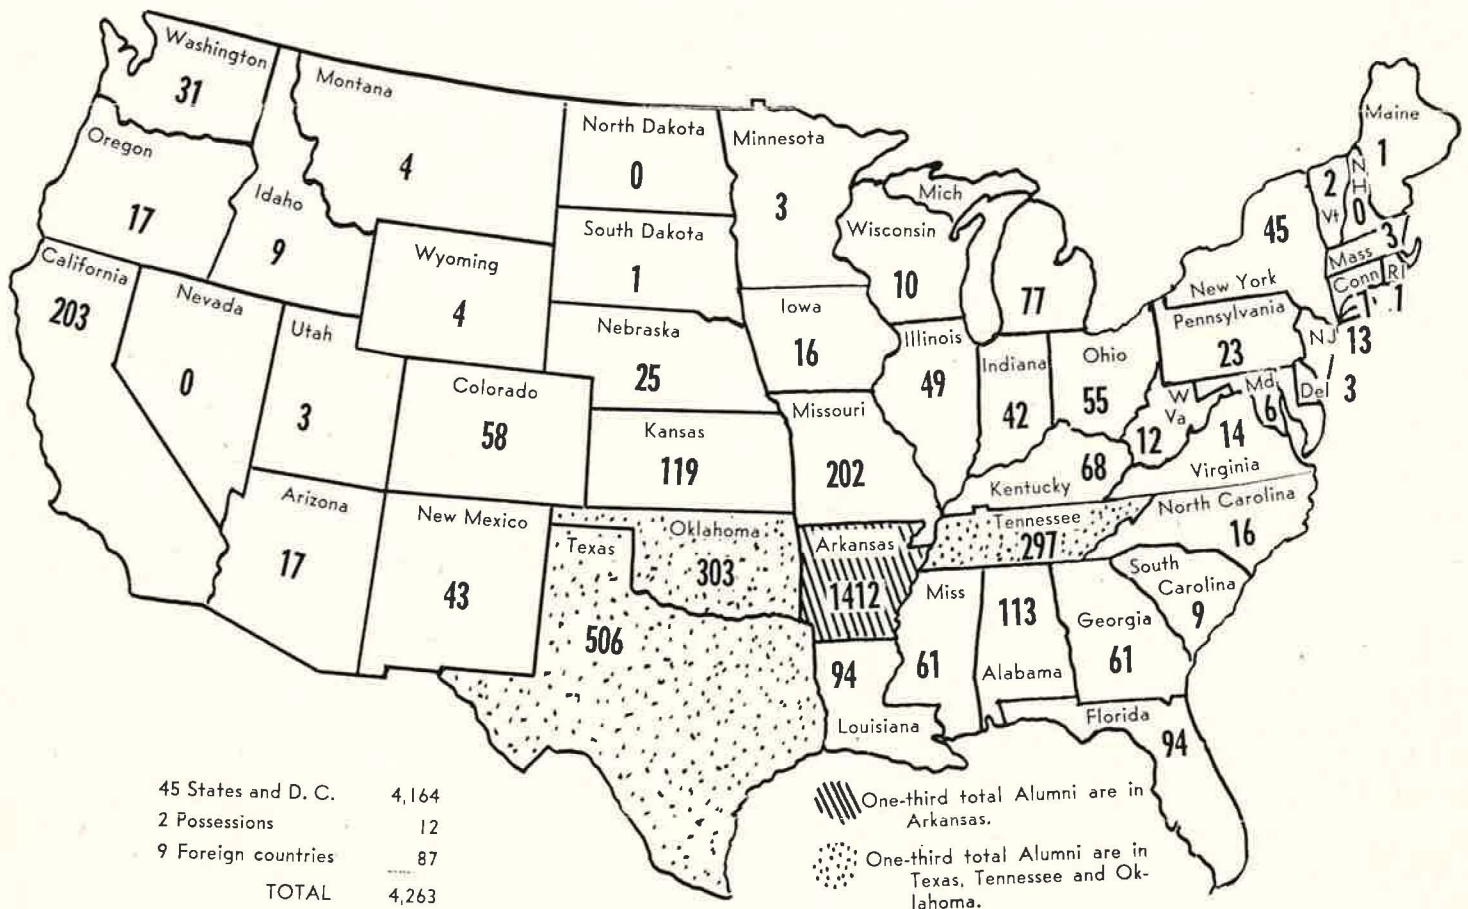 Washington
31
Montana
4
North Dakota
0
Minnesota
3
Maine
1
Oregon
17
Idaho
9
Wyoming
4
South Dakota
1
Wisconsin
10
Mich
77
New York
45
2
Vt
N
H
0
Mass
3
Conn
1
RI
1
California
203
Nevada
0
Utah
3
Colorado
58
Nebraska
25
Iowa
16
Illinois
49
Indiana
42
Ohio
55
Pennsylvania
23
NJ
13
Del
3
Md
6
W
Va
12
14
Virginia
Kansas
119
Missouri
202
68
Kentucky
Arizona
17
New Mexico
43
Texas
506
Oklahoma
303
Arkansas
1412
Tennessee
297
North Carolina
16
South
Carolina
9
Miss
61
113
Alabama
Georgia
61
94
Louisiana
Florida
94
45 States and D. C. 4,164
2 Possessions 12
9 Foreign countries 87
TOTAL 4,263
One-third total Alumni are in
Arkansas.
One-third total Alumni are in
Texas, Tennessee and Ok-
lahoma.